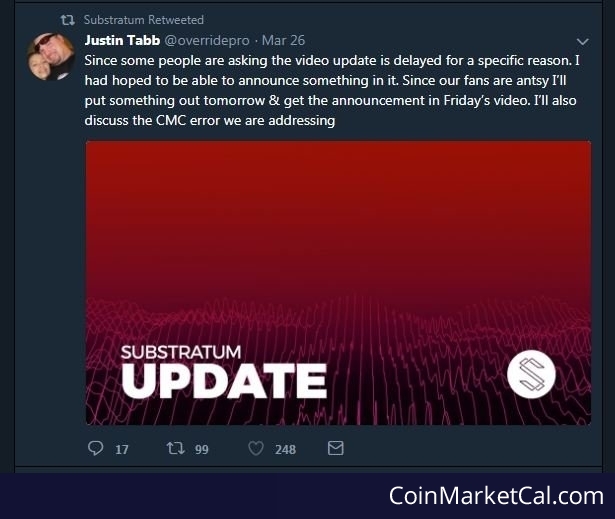 Substratum Retweeted
Justin Tabb @overridepro · Mar 26
Since some people are asking the video update is delayed for a specific reason. I
had hoped to be able to announce something in it. Since our fans are antsy I'll
put something out tomorrow & get the announcement in Friday's video. I'll also
discuss the CMC error we are addressing
SUBSTRATUM
UPDATE
17 99 248
CoinMarketCal.com